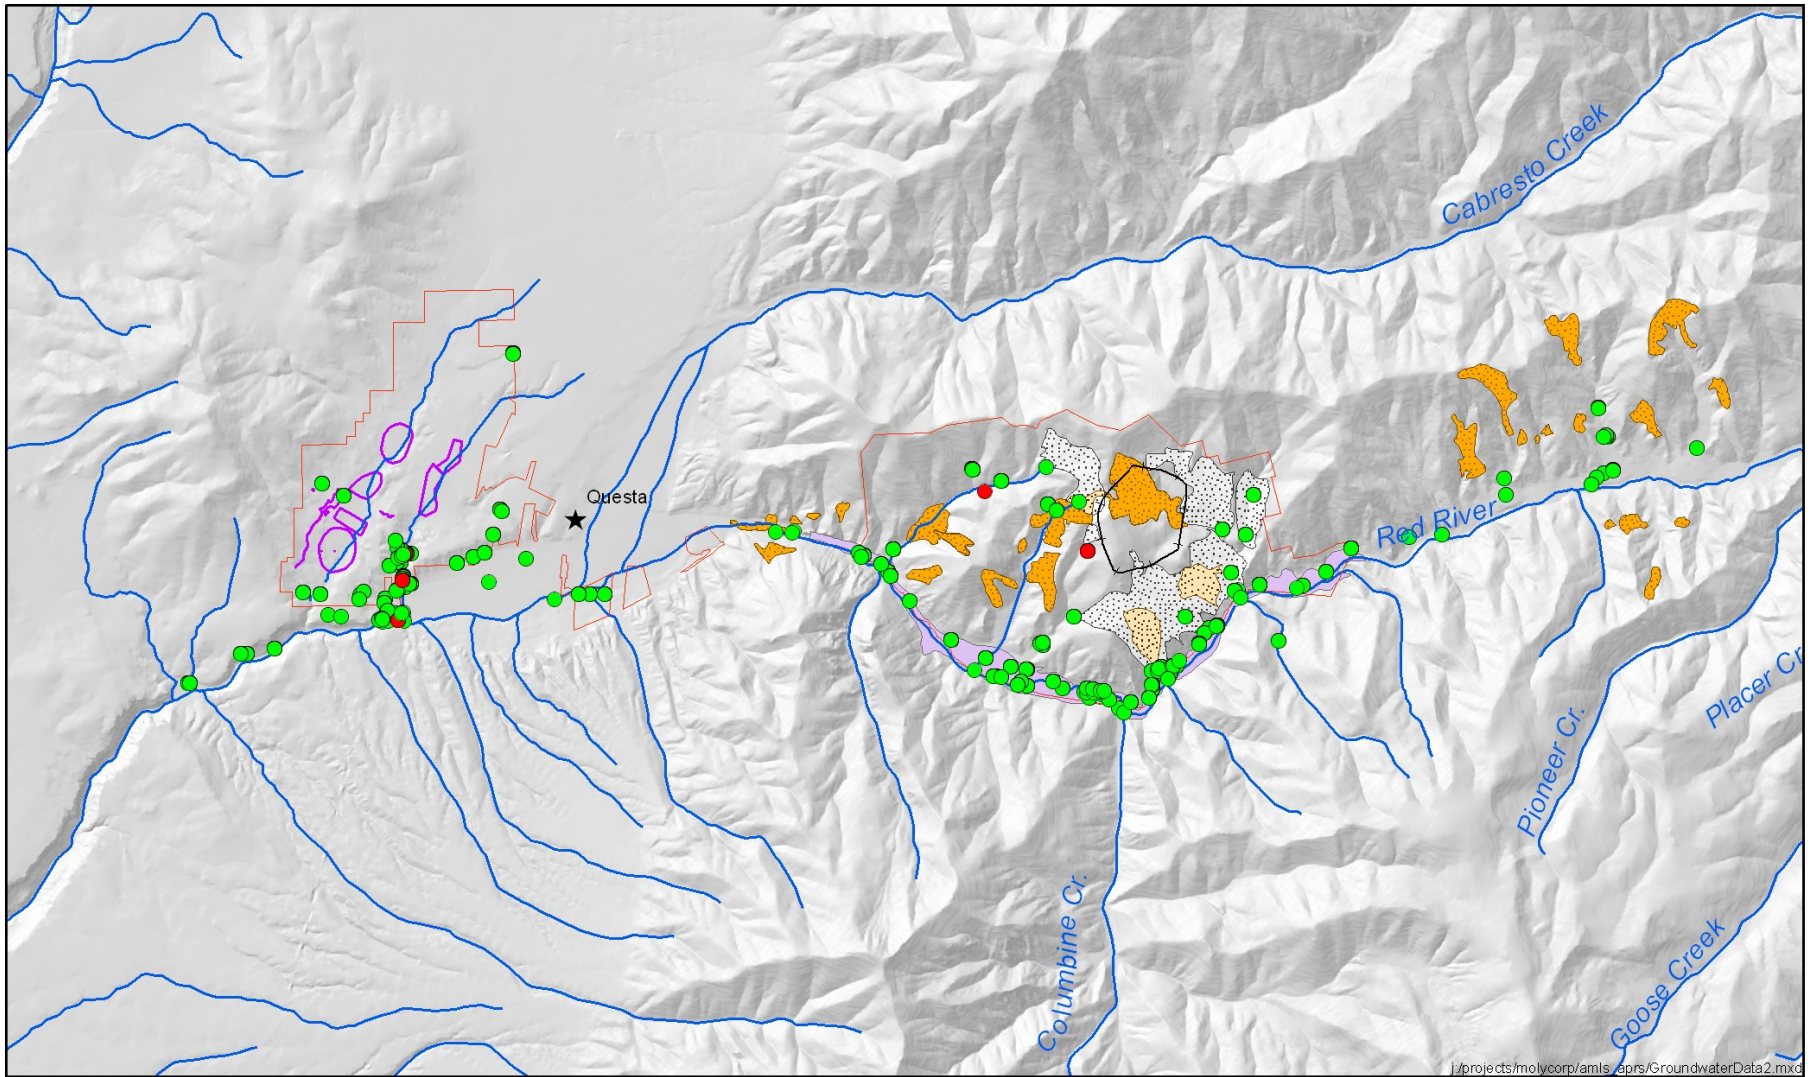 Cabresto Creek
Questa
Red River
Placer Cr.
Pioneer Cr.
Columbine Cr.
Goose Creek
j:/projects/molycorp/amls_aprs/GroundwaterData2.mxd